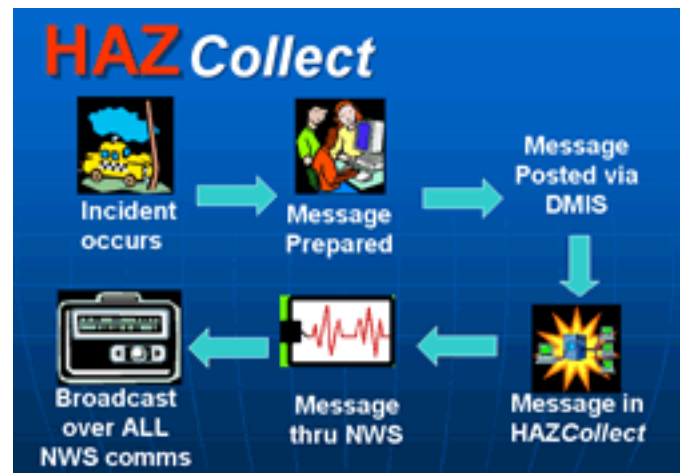 HAZ Collect
Incident
occurs
Message
Prepared
Message
Posted via
DMIS
Message in
HAZCollect
Message
thru NWS
Broadcast
over ALL
NWS comms